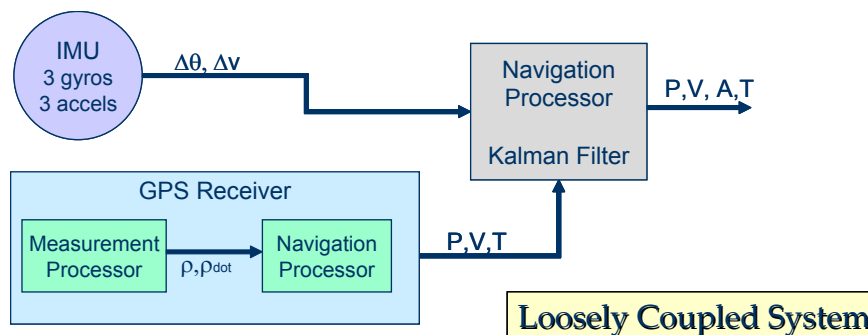 IMU
3 gyros
3 accels
Δθ, Δv
Navigation
Processor
Kalman Filter
P,V, A,T
GPS Receiver
Measurement
Processor
ρ,ρdot
Navigation
Processor
P,V,T
Loosely Coupled System